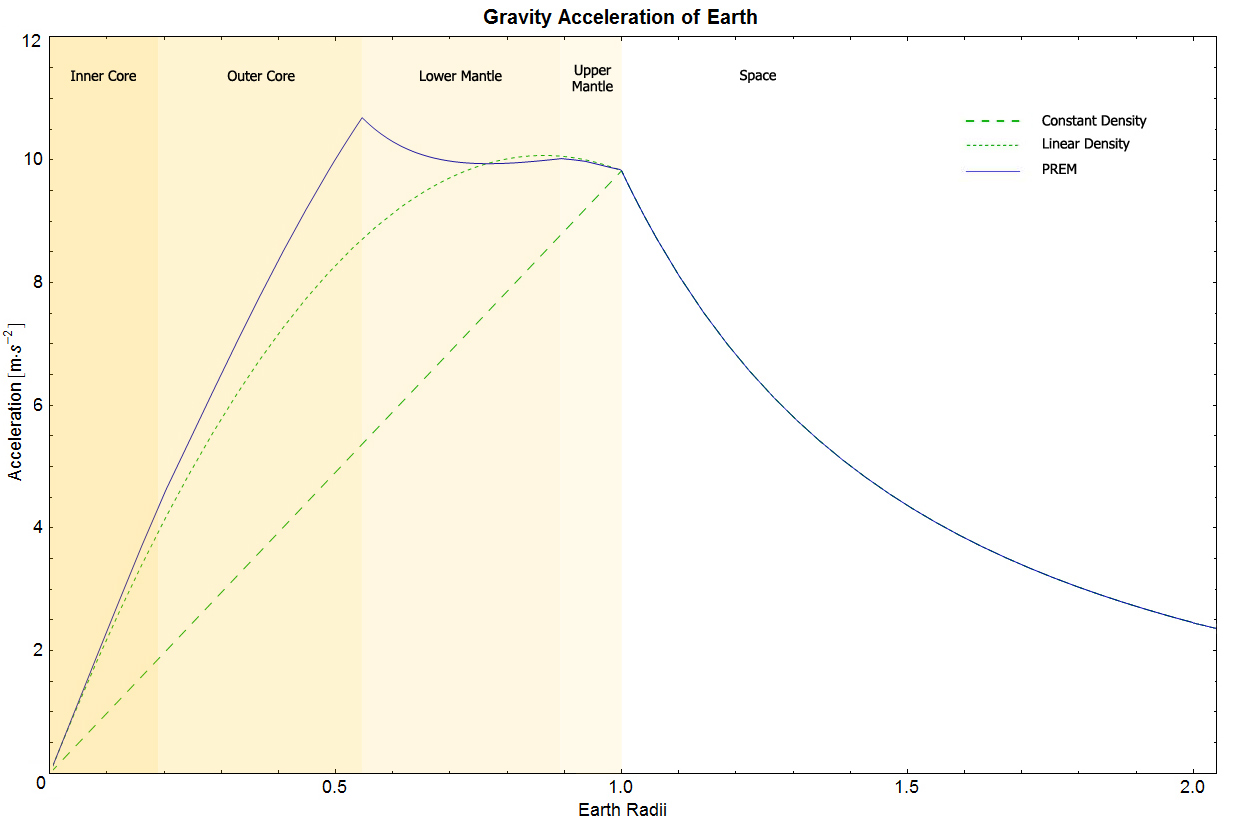 Gravity Acceleration of Earth
12
Inner Core
Outer Core
Lower Mantle
Upper
Mantle
Space
Constant Density
Linear Density
PREM
10
8
6
4
2
0
Acceleration [m·s⁻²]
0.5
1.0
1.5
2.0
Earth Radii